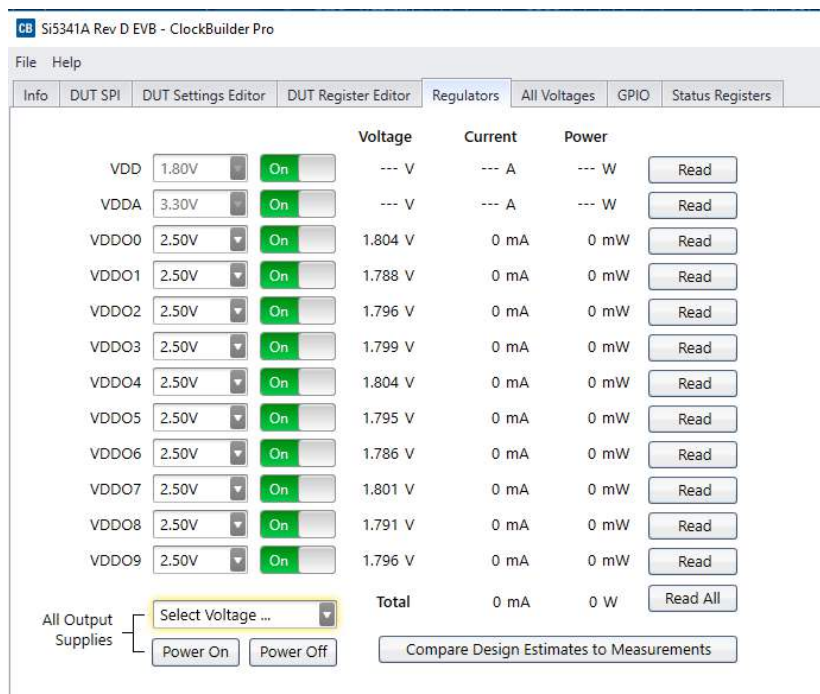 CB Si5341A Rev D EVB - ClockBuilder Pro
File Help
Info DUT SPI DUT Settings Editor DUT Register Editor Regulators All Voltages GPIO Status Registers
Voltage Current Power
VDD 1.80V On --- V --- A --- W Read
VDDA 3.30V On --- V --- A --- W Read
VDDO0 2.50V On 1.804 V 0 mA 0 mW Read
VDDO1 2.50V On 1.788 V 0 mA 0 mW Read
VDDO2 2.50V On 1.796 V 0 mA 0 mW Read
VDDO3 2.50V On 1.799 V 0 mA 0 mW Read
VDDO4 2.50V On 1.804 V 0 mA 0 mW Read
VDDO5 2.50V On 1.795 V 0 mA 0 mW Read
VDDO6 2.50V On 1.786 V 0 mA 0 mW Read
VDDO7 2.50V On 1.801 V 0 mA 0 mW Read
VDDO8 2.50V On 1.791 V 0 mA 0 mW Read
VDDO9 2.50V On 1.796 V 0 mA 0 mW Read
All Output Supplies
Select Voltage ... Total 0 mA 0 W Read All
Power On Power Off Compare Design Estimates to Measurements